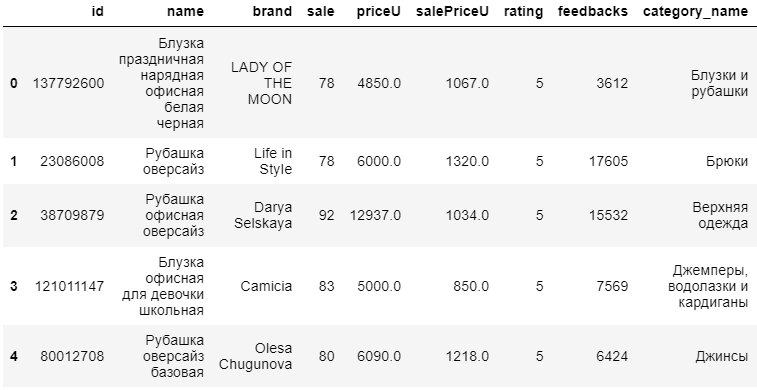 id name brand sale priceU salePriceU rating feedbacks category_name
0 137792600 Блузка праздничная нарядная офисная белая черная LADY OF THE MOON 78 4850.0 1067.0 5 3612 Блузки и рубашки
1 23086008 Рубашка оверсайз Life in Style 78 6000.0 1320.0 5 17605 Брюки
2 38709879 Рубашка офисная оверсайз Darya Selskaya 92 12937.0 1034.0 5 15532 Верхняя одежда
3 121011147 Блузка офисная для девочки школьная Camicia 83 5000.0 850.0 5 7569 Джемперы, водолазки и кардиганы
4 80012708 Рубашка оверсайз базовая Olesa Chugunova 80 6090.0 1218.0 5 6424 Джинсы